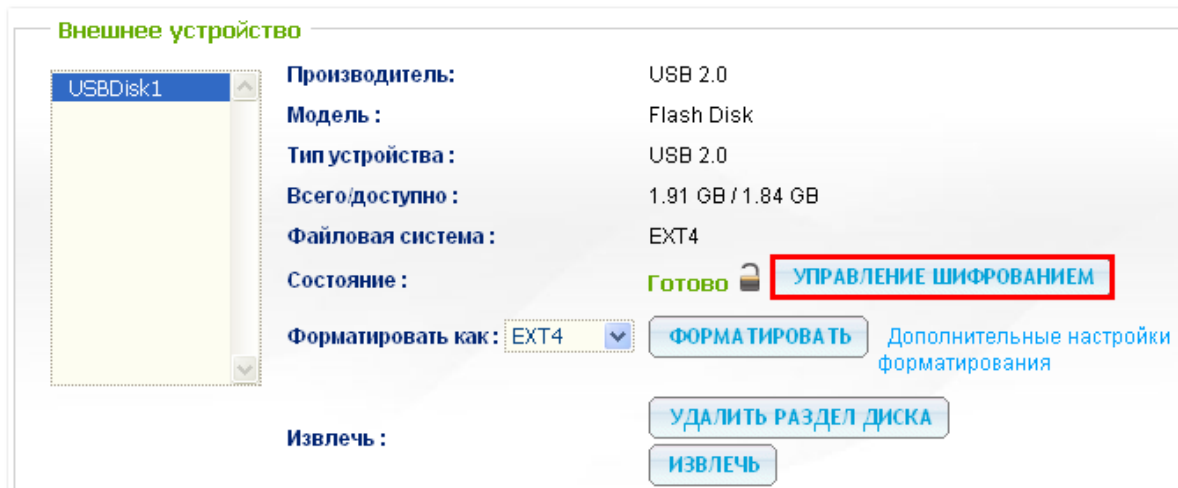 Внешнее устройство
USBDisk1
Производитель: USB 2.0
Модель : Flash Disk
Тип устройства : USB 2.0
Всего/доступно : 1.91 GB / 1.84 GB
Файловая система : EXT4
Состояние : Готово УПРАВЛЕНИЕ ШИФРОВАНИЕМ
Форматировать как : EXT4 ФОРМАТИРОВАТЬ Дополнительные настройки
форматирования
УДАЛИТЬ РАЗДЕЛ ДИСКА
Извлечь :
ИЗВЛЕЧЬ